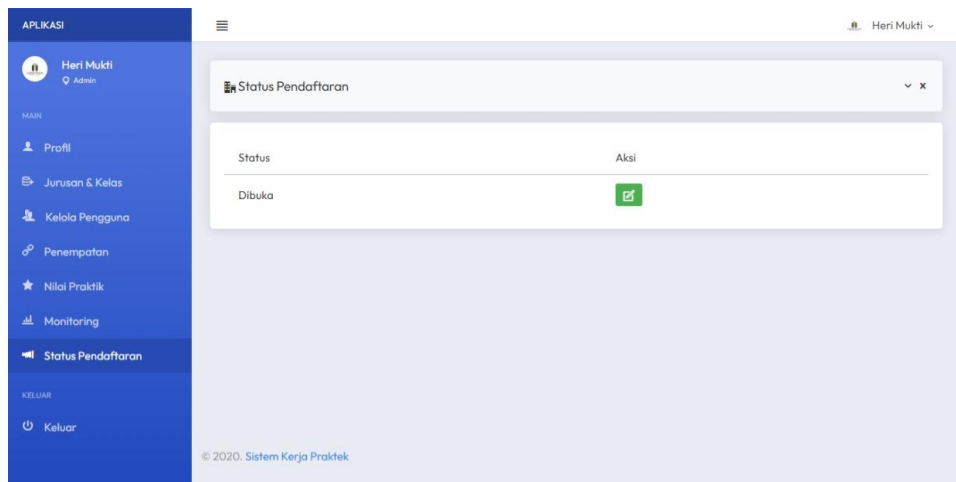 APLIKASI
Heri Mukti
Heri Mukti
Admin
MAIN
Profil
Jurusan & Kelas
Kelola Pengguna
Penempatan
Nilai Praktik
Monitoring
Status Pendaftaran
KELUAR
Keluar
Status Pendaftaran
Status Aksi
Dibuka
© 2020. Sistem Kerja Praktek